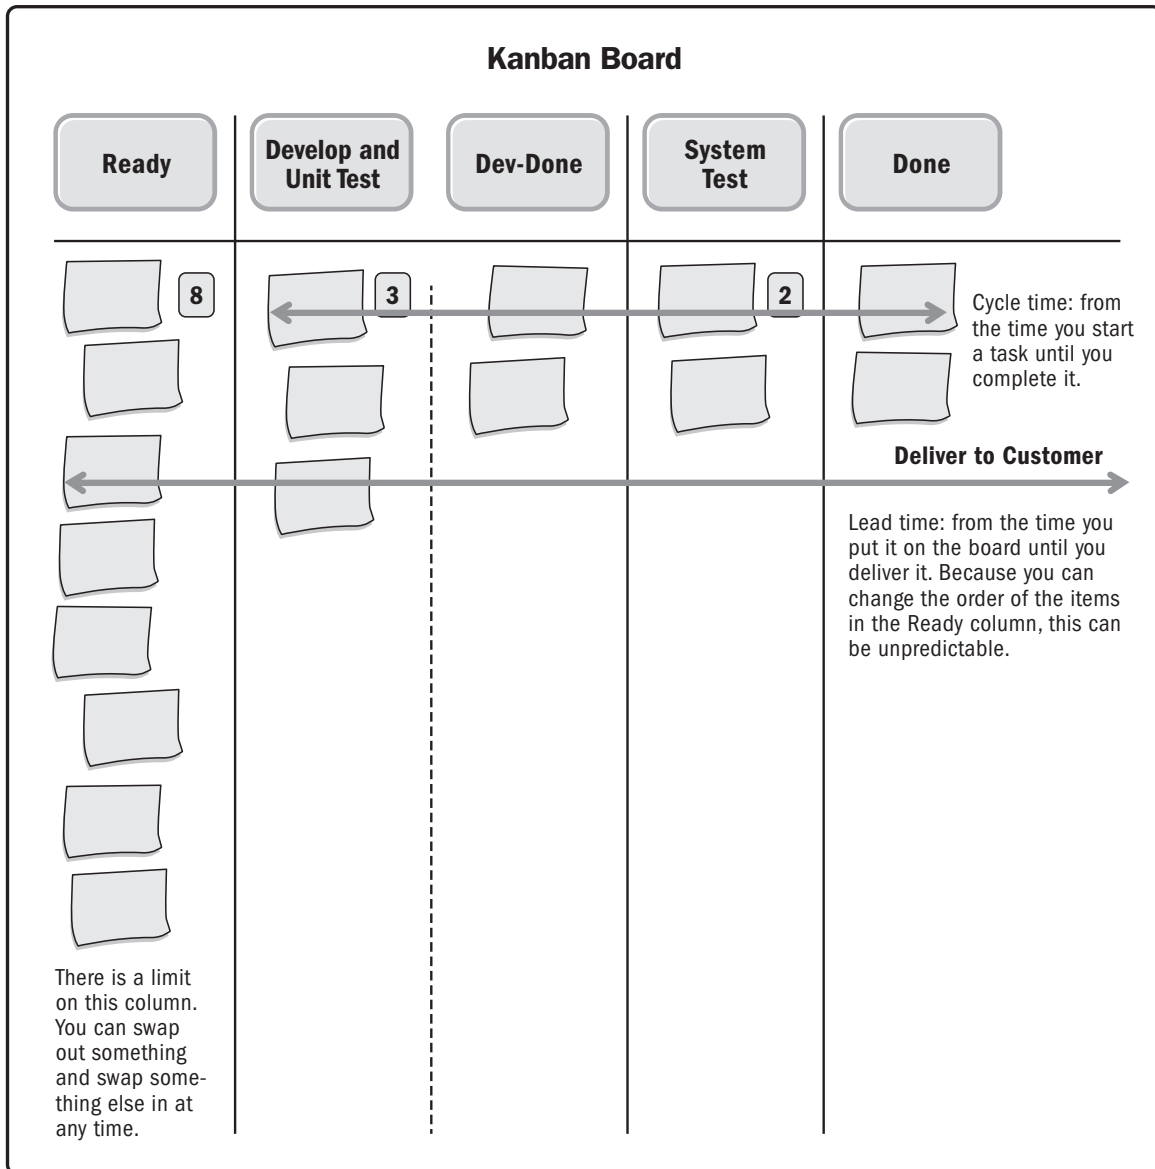 Kanban Board
Ready
Develop and
Unit Test
Dev-Done
System
Test
Done
8
3
2
Cycle time: from
the time you start
a task until you
complete it.
Deliver to Customer
Lead time: from the time you
put it on the board until you
deliver it. Because you can
change the order of the items
in the Ready column, this can
be unpredictable.
There is a limit
on this column.
You can swap
out something
and swap some-
thing else in at
any time.